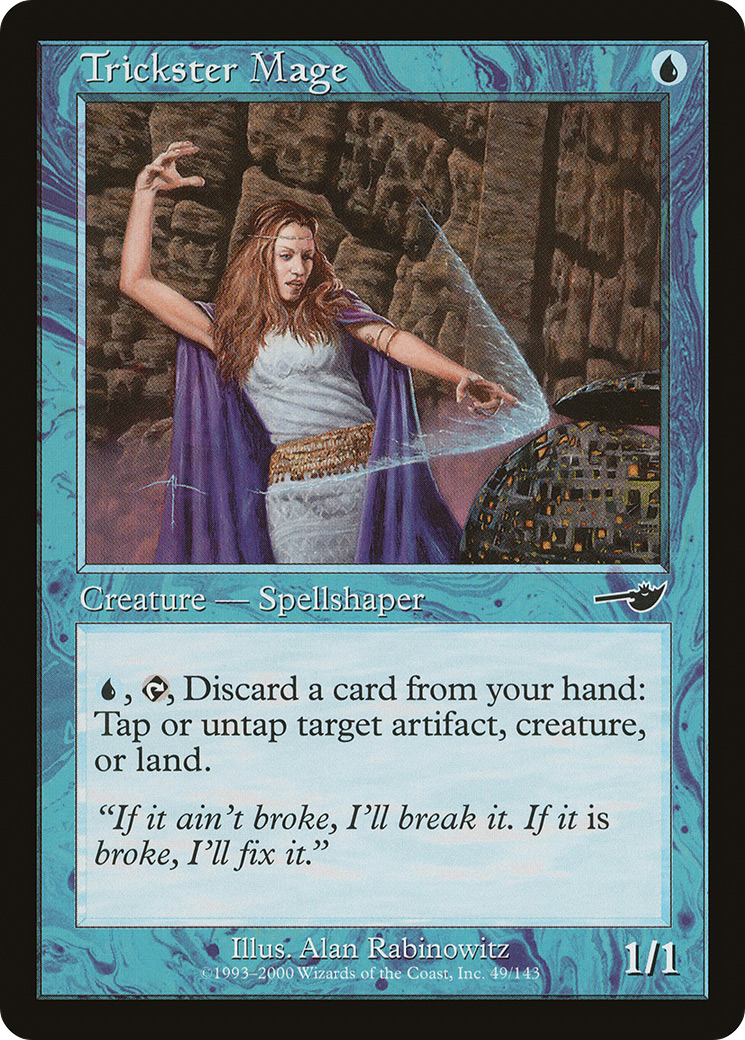 Trickster Mage
Creature — Spellshaper
, , Discard a card from your hand:
Tap or untap target artifact, creature,
or land.
“If it ain’t broke, I’ll break it. If it is
broke, I’ll fix it.”
Illus. Alan Rabinowitz
©1993–2000 Wizards of the Coast, Inc. 49/143
1/1